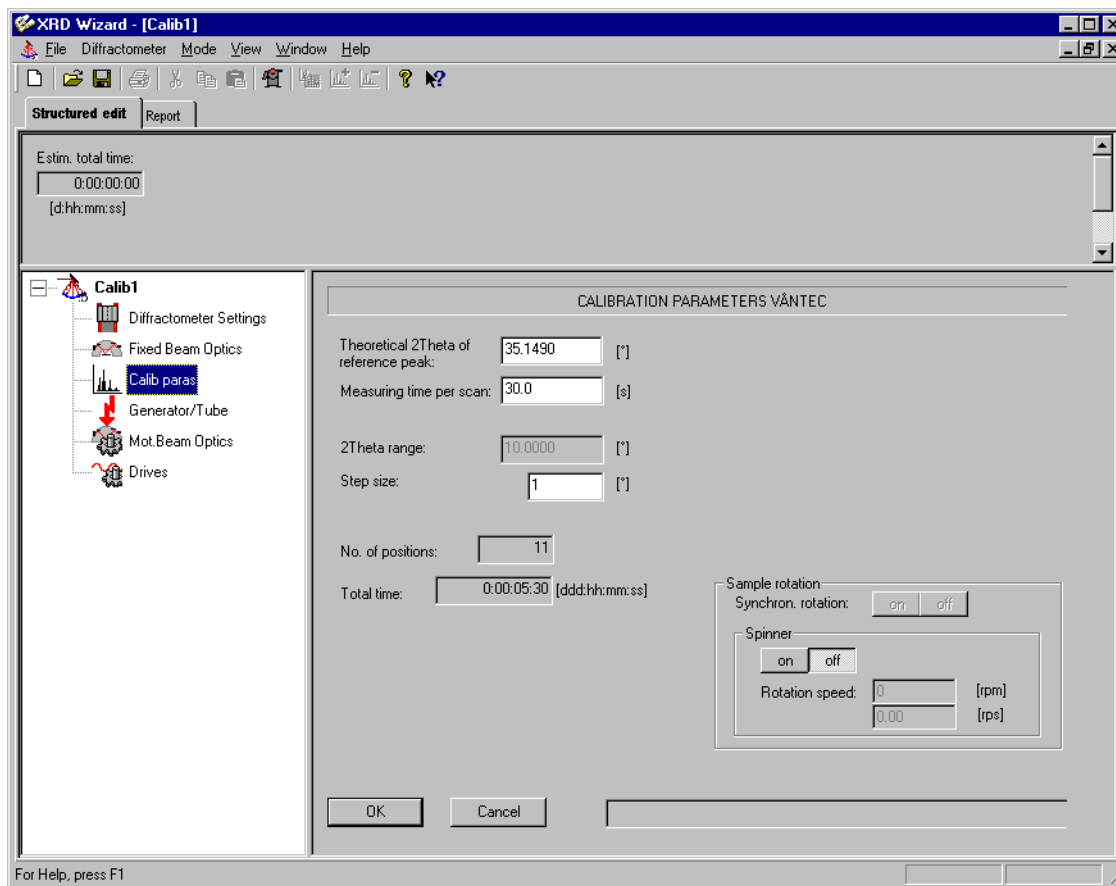 XRD Wizard - [Calib1]
File Diffractometer Mode View Window Help
Structured edit Report
Estim. total time:
0:00:00:00
[d:hh:mm:ss]
Calib1
Diffractometer Settings
Fixed Beam Optics
Calib paras
Generator/Tube
Mot.Beam Optics
Drives
CALIBRATION PARAMETERS VÅNTEC
Theoretical 2Theta of
reference peak:
35.1490 [°]
Measuring time per scan: 30.0 [s]
2Theta range: 10.0000 [°]
Step size: 1 [°]
No. of positions: 11
Total time: 0:00:05:30 [ddd:hh:mm:ss]
Sample rotation
Synchron. rotation: on off
Spinner
on off
Rotation speed: 0 [rpm]
0.00 [rps]
OK Cancel
For Help, press F1